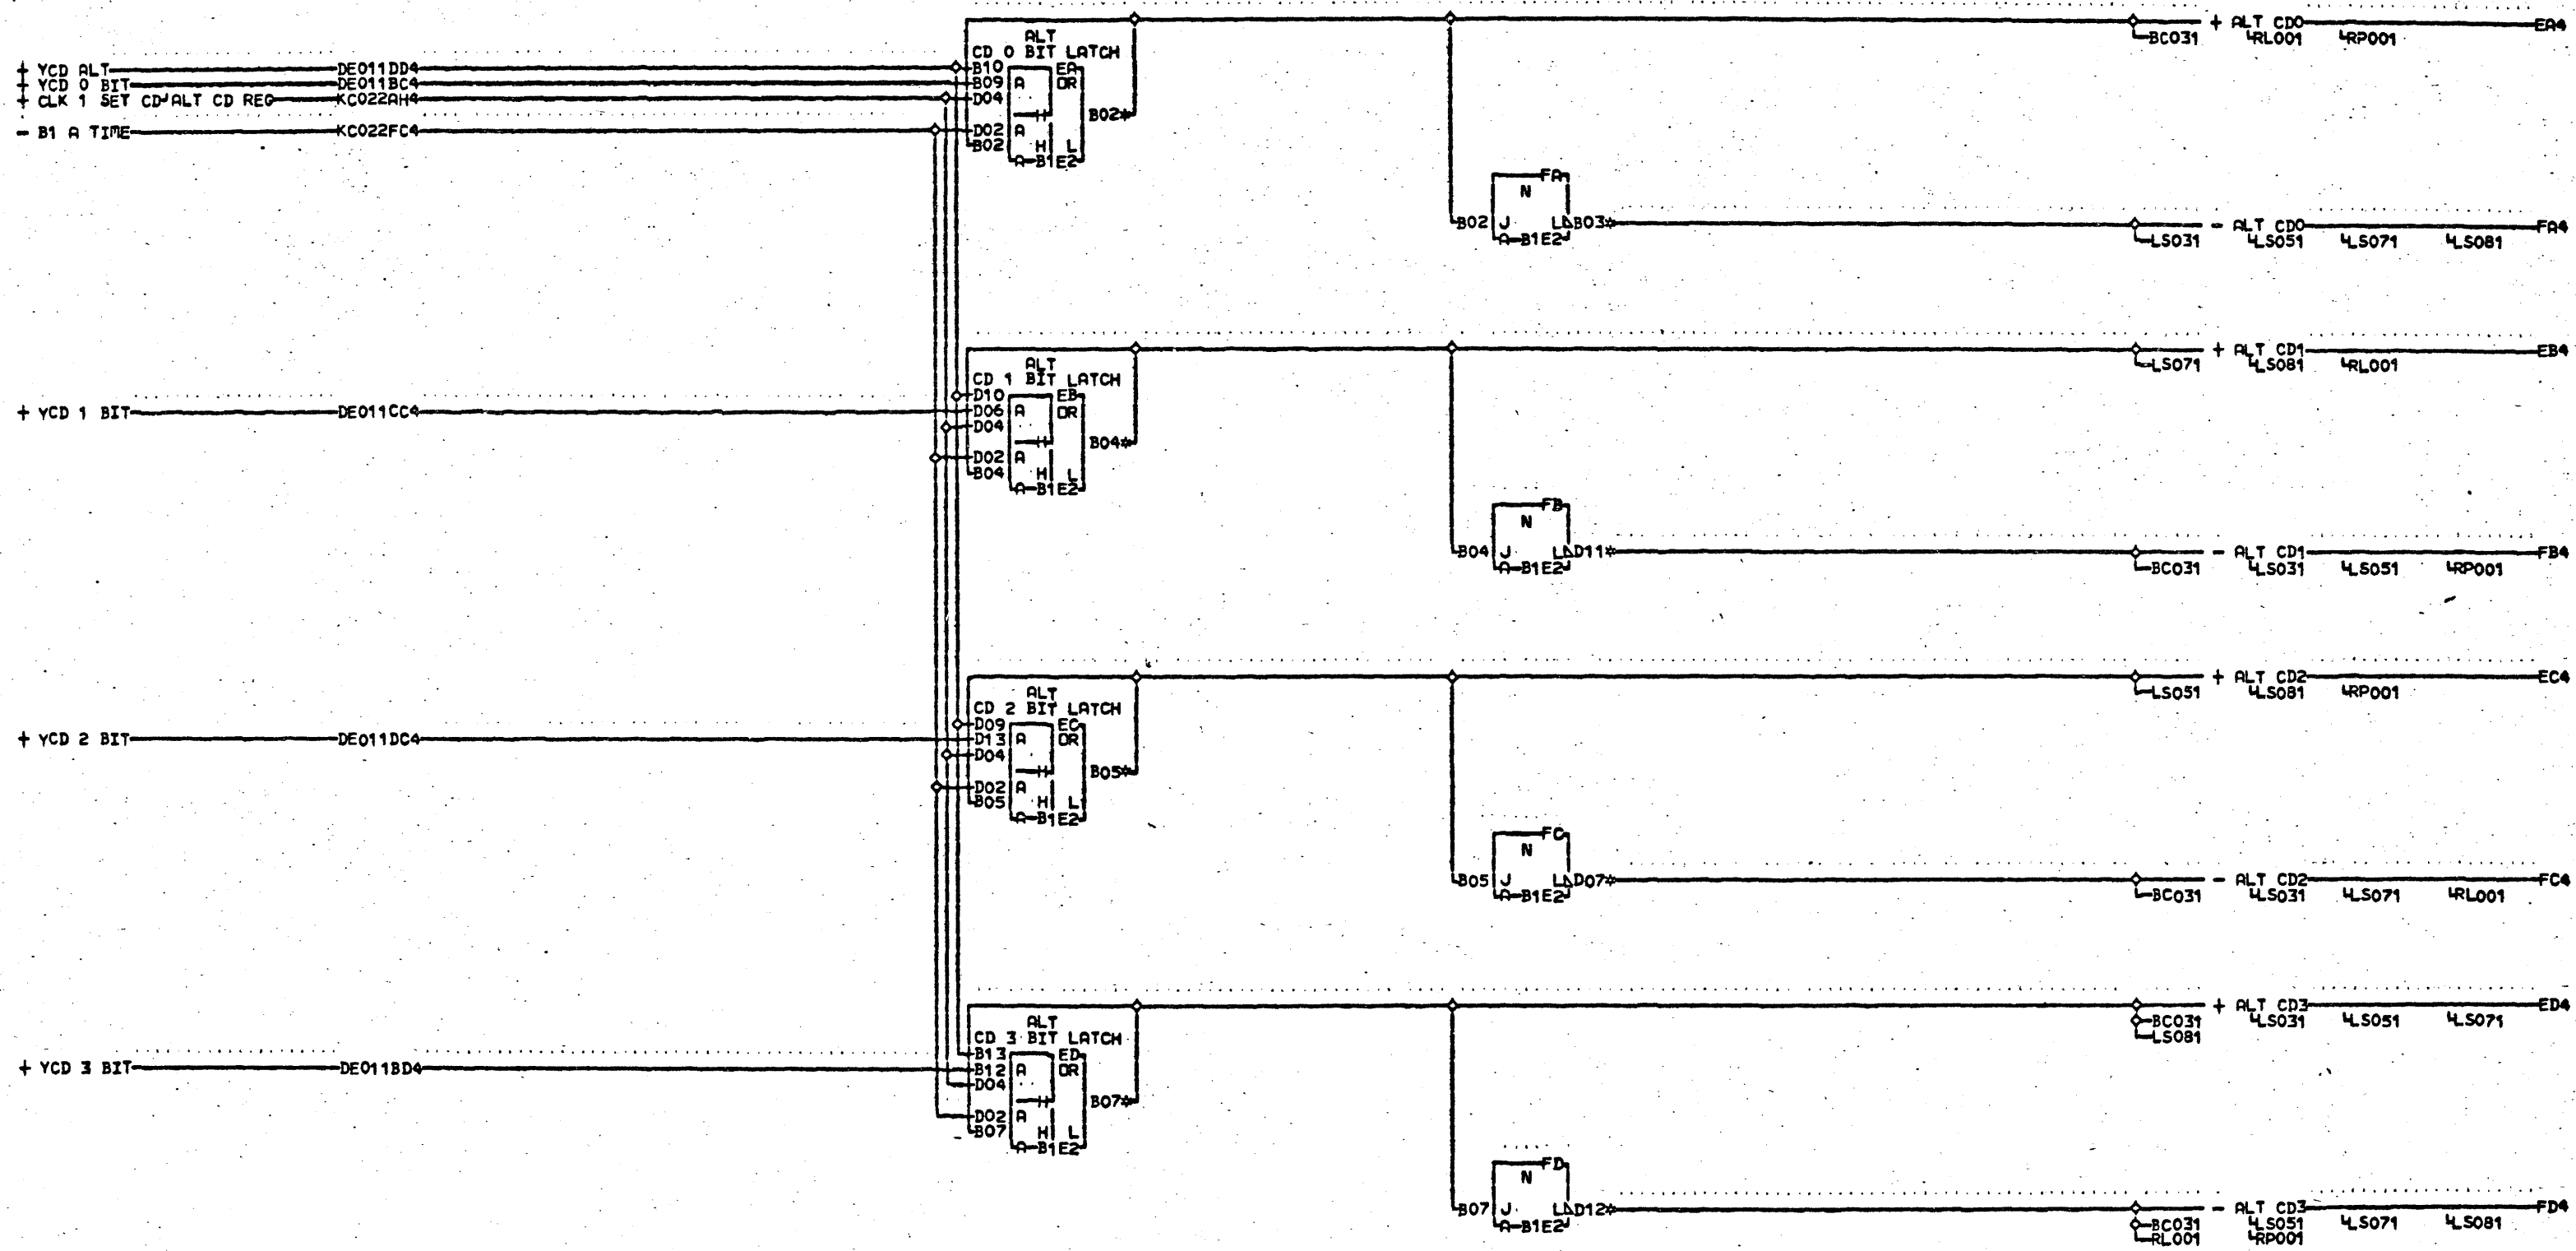 + ALT CD0 EA4
BC031 RL001 RP001
ALT
CD 0 BIT LATCH
+ YCD ALT DE011DD4 B10 EA
+ YCD 0 BIT DE011BC4 B09 A OR
+ CLK 1 SET CD ALT CD REG KC022AH4 D04
B02*
- B1 A TIME KC022FC4 D02 A
B02 H L
A-B1E2
FA
N
B02 J L B03*
A-B1E2
- ALT CD0 FA4
LS031 LS051 LS071 LS081
+ ALT CD1 EB4
LS071 LS081 RL001
ALT
CD 1 BIT LATCH
D10 EB
+ YCD 1 BIT DE011CC4 D06 A OR
D04
B04*
D02 A
B04 H L
A-B1E2
FB
N
B04 J L D11*
A-B1E2
- ALT CD1 FB4
BC031 LS031 LS051 RP001
+ ALT CD2 EC4
LS051 LS081 RP001
ALT
CD 2 BIT LATCH
D09 EC
+ YCD 2 BIT DE011DC4 D13 A OR
D04
B05*
D02 A
B05 H L
A-B1E2
FC
N
B05 J L D07*
A-B1E2
- ALT CD2 FC4
BC031 LS031 LS071 RL001
+ ALT CD3 ED4
BC031 LS031 LS051 LS071
LS081
ALT
CD 3 BIT LATCH
B13 ED
+ YCD 3 BIT DE011BD4 B12 A OR
D04
B07*
D02 A
B07 H L
A-B1E2
FD
N
B07 J L D12*
A-B1E2
- ALT CD3 FD4
BC031 LS051 LS071 LS081
RL001 RP001